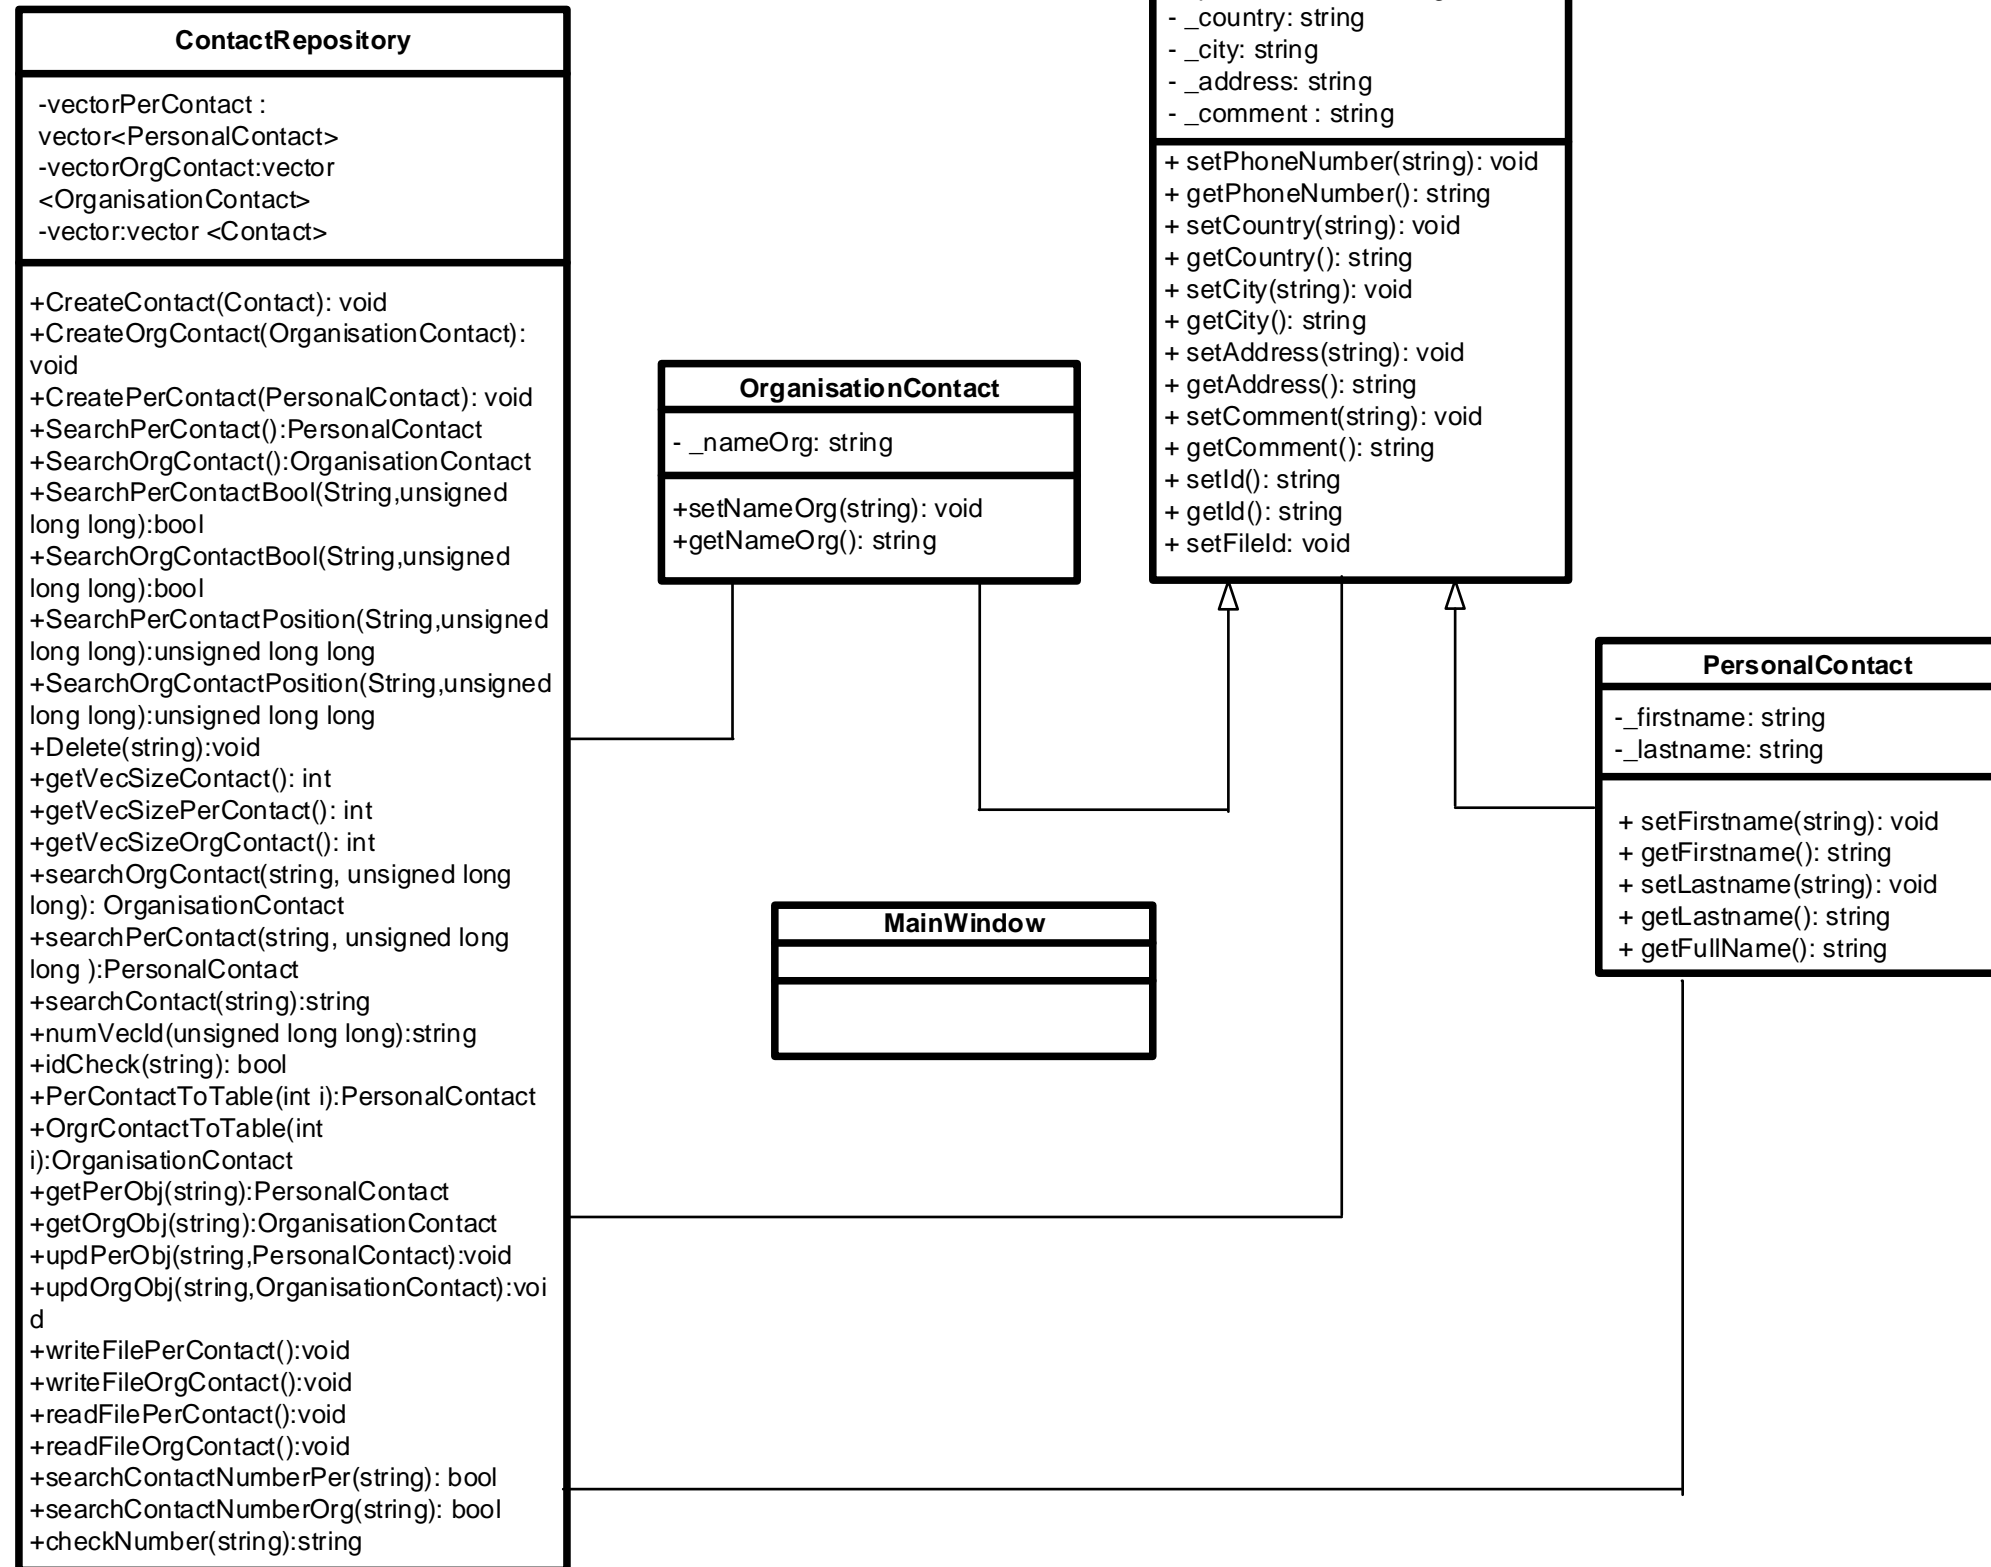 ContactRepository
-vectorPerContact :
vector<PersonalContact>
-vectorOrgContact:vector
<OrganisationContact>
-vector:vector <Contact>
+CreateContact(Contact): void
+CreateOrgContact(OrganisationContact):
void
+CreatePerContact(PersonalContact): void
+SearchPerContact():PersonalContact
+SearchOrgContact():OrganisationContact
+SearchPerContactBool(String,unsigned
long long):bool
+SearchOrgContactBool(String,unsigned
long long):bool
+SearchPerContactPosition(String,unsigned
long long):unsigned long long
+SearchOrgContactPosition(String,unsigned
long long):unsigned long long
+Delete(string):void
+getVecSizeContact(): int
+getVecSizePerContact(): int
+getVecSizeOrgContact(): int
+searchOrgContact(string, unsigned long
long): OrganisationContact
+searchPerContact(string, unsigned long
long ):PersonalContact
+searchContact(string):string
+numVecId(unsigned long long):string
+idCheck(string): bool
+PerContactToTable(int i):PersonalContact
+OrgrContactToTable(int
i):OrganisationContact
+getPerObj(string):PersonalContact
+getOrgObj(string):OrganisationContact
+updPerObj(string,PersonalContact):void
+updOrgObj(string,OrganisationContact):voi
d
+writeFilePerContact():void
+writeFileOrgContact():void
+readFilePerContact():void
+readFileOrgContact():void
+searchContactNumberPer(string): bool
+searchContactNumberOrg(string): bool
+checkNumber(string):string
OrganisationContact
- _nameOrg: string
+setNameOrg(string): void
+getNameOrg(): string
MainWindow
- _country: string
- _city: string
- _address: string
- _comment : string
+ setPhoneNumber(string): void
+ getPhoneNumber(): string
+ setCountry(string): void
+ getCountry(): string
+ setCity(string): void
+ getCity(): string
+ setAddress(string): void
+ getAddress(): string
+ setComment(string): void
+ getComment(): string
+ setId(): string
+ getId(): string
+ setFileId: void
PersonalContact
-_firstname: string
-_lastname: string
+ setFirstname(string): void
+ getFirstname(): string
+ setLastname(string): void
+ getLastname(): string
+ getFullName(): string